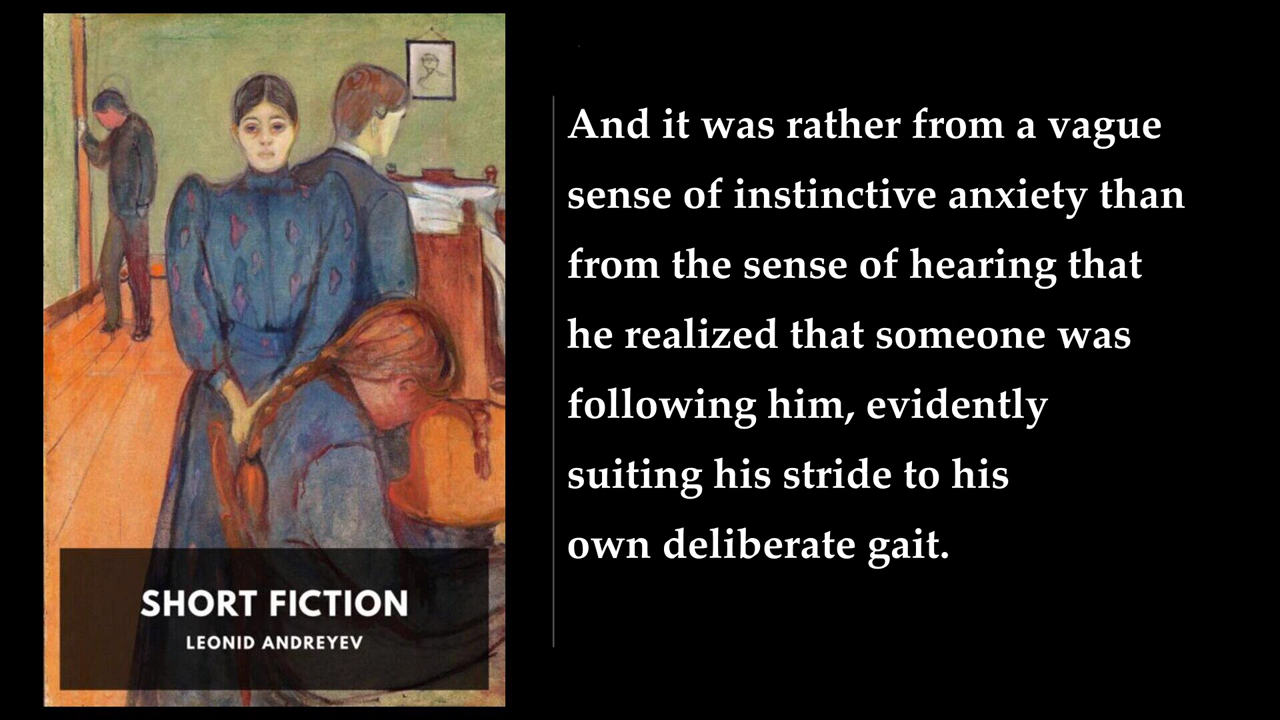 SHORT FICTION
LEONID ANDREYEV
And it was rather from a vague
sense of instinctive anxiety than
from the sense of hearing that
he realized that someone was
following him, evidently
suiting his stride to his
own deliberate gait.